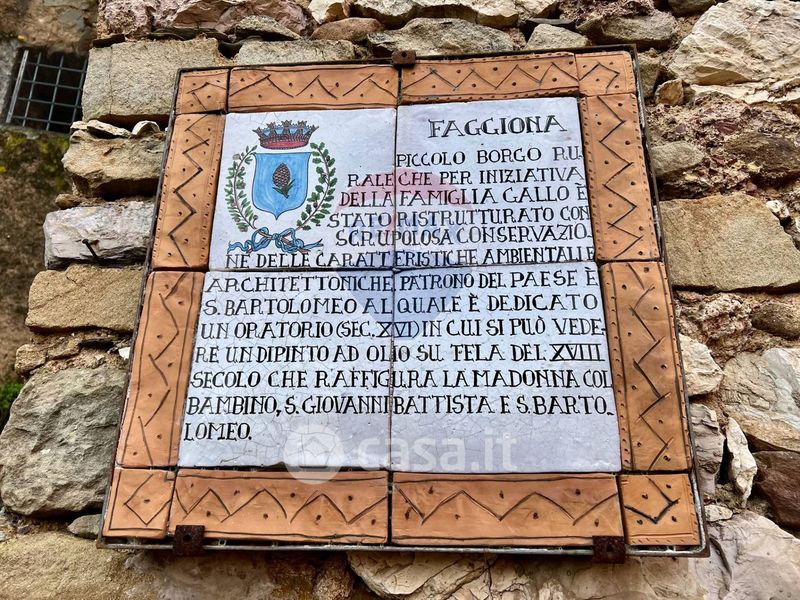 FAGGIONA
PICCOLO BORGO RU-
RALE CHE PER INIZIATIVA
DELLA FAMIGLIA GALLO È
STATO RISTRUTTURATO CON
SCRUPOLOSA CONSERVAZIO-
NE DELLE CARATTERISTICHE AMBIENTALI E
ARCHITETTONICHE. PATRONO DEL PAESE È
S. BARTOLOMEO AL QUALE È DEDICATO
UN ORATORIO (SEC. XVI) IN CUI SI PUÒ VEDE-
RE UN DIPINTO AD OLIO SU TELA DEL XVIII
SECOLO CHE RAFFIGURA LA MADONNA COL
BAMBINO, S. GIOVANNI BATTISTA E S. BARTO-
LOMEO.
casa.it